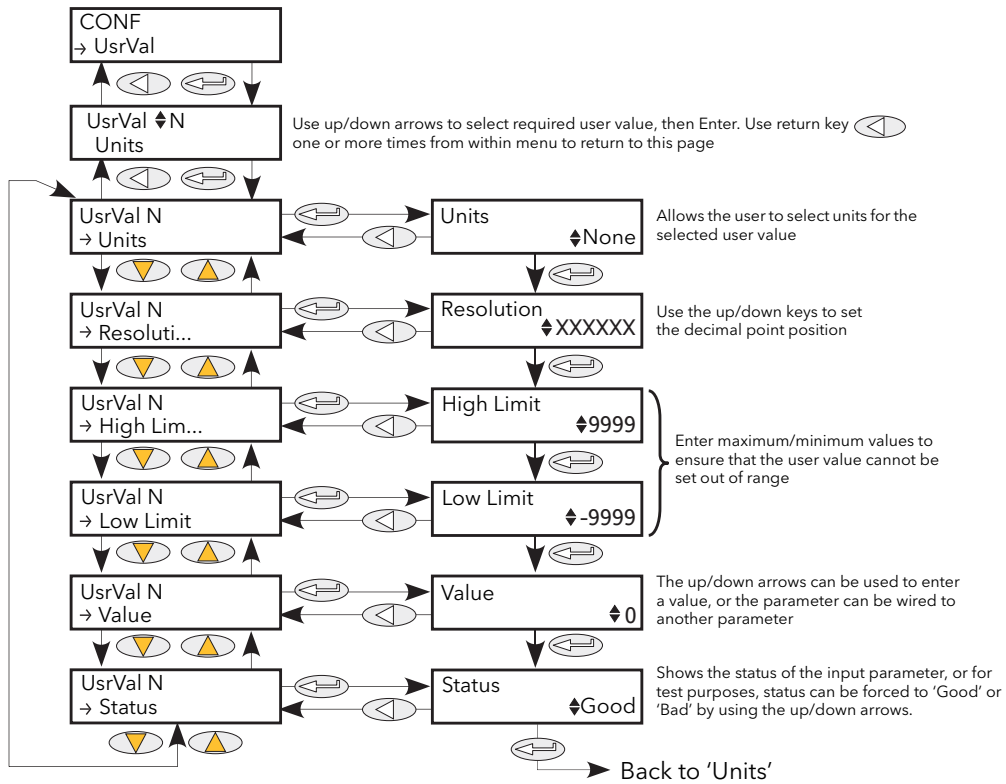 CONF
→ UsrVal
UsrVal ♦N
Units
Use up/down arrows to select required user value, then Enter. Use return key
one or more times from within menu to return to this page
UsrVal N
→ Units
Units
♦None
Allows the user to select units for the
selected user value
UsrVal N
→ Resoluti...
Resolution
♦XXXXXX
Use the up/down keys to set
the decimal point position
UsrVal N
→ High Lim...
High Limit
♦9999
Enter maximum/minimum values to
ensure that the user value cannot be
set out of range
UsrVal N
→ Low Limit
Low Limit
♦-9999
UsrVal N
→ Value
Value
♦0
The up/down arrows can be used to enter
a value, or the parameter can be wired to
another parameter
UsrVal N
→ Status
Status
♦Good
Shows the status of the input parameter, or for
test purposes, status can be forced to ‘Good’ or
‘Bad’ by using the up/down arrows.
Back to ‘Units’